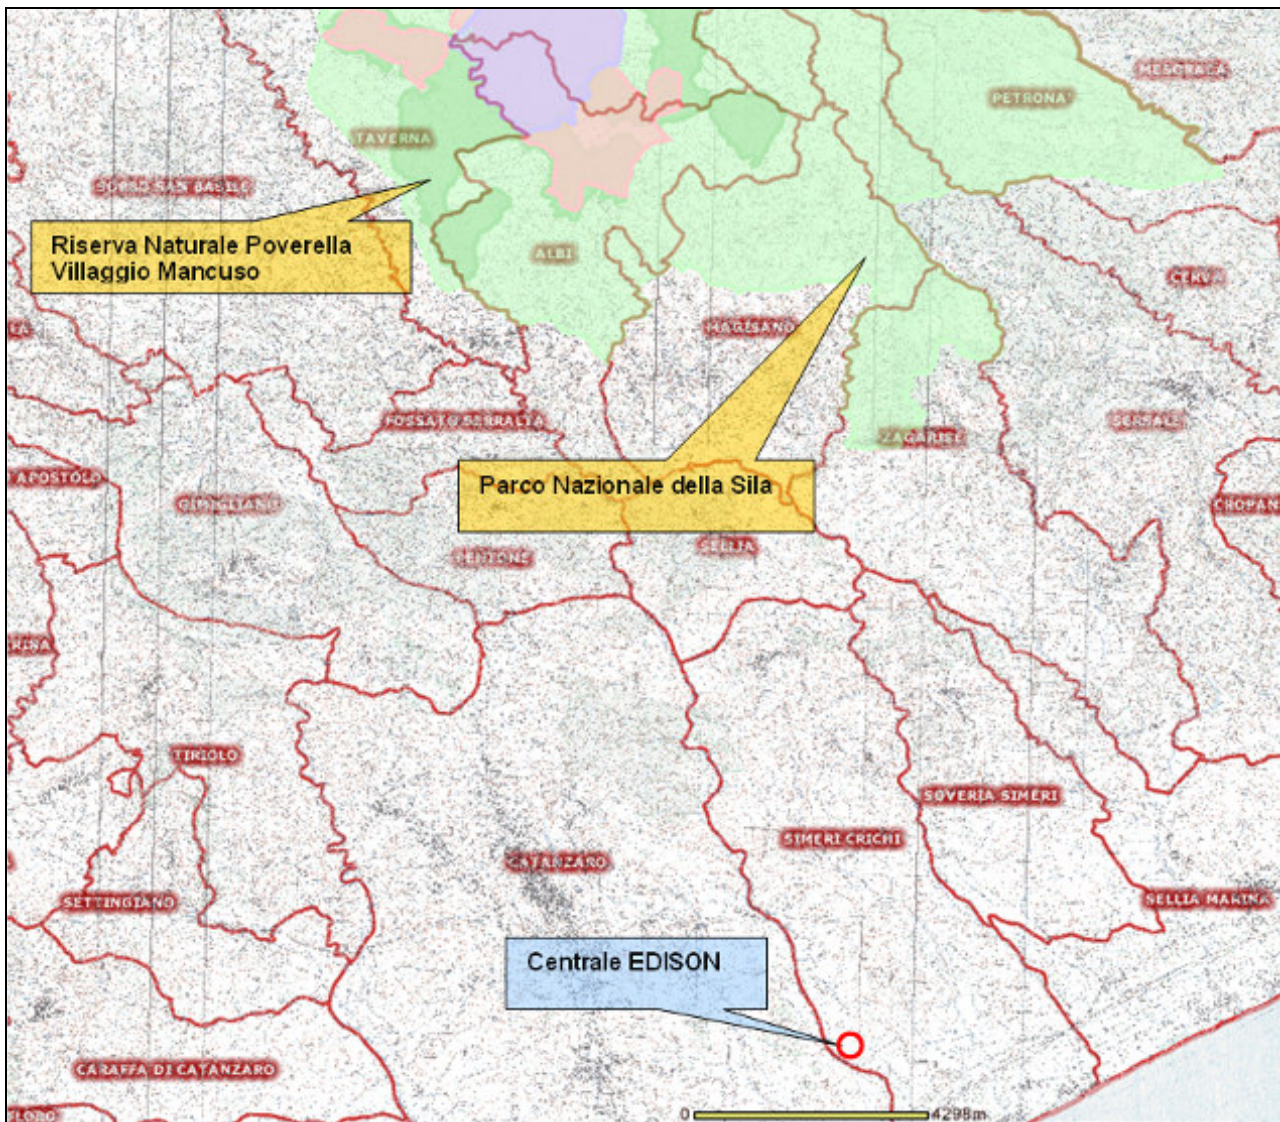 MESORACA
PETRONA'
TAVERNA
SORBO SAN BASILE
Riserva Naturale Poverella
Villaggio Mancuso
ALBI
CERVA
MAGISANO
FOSSATO SERRALTA
SERSALE
ZAGARISE
APOSTOLO
Parco Nazionale della Sila
GIMIGLIANO
CROPAN
PENTONE
SELLIA
TIRIOLO
SOVERIA SIMERI
SIMERI CRICHI
CATANZARO
SETTINGIANO
SELLIA MARINA
Centrale EDISON
CARAFFA DI CATANZARO
0 4298m